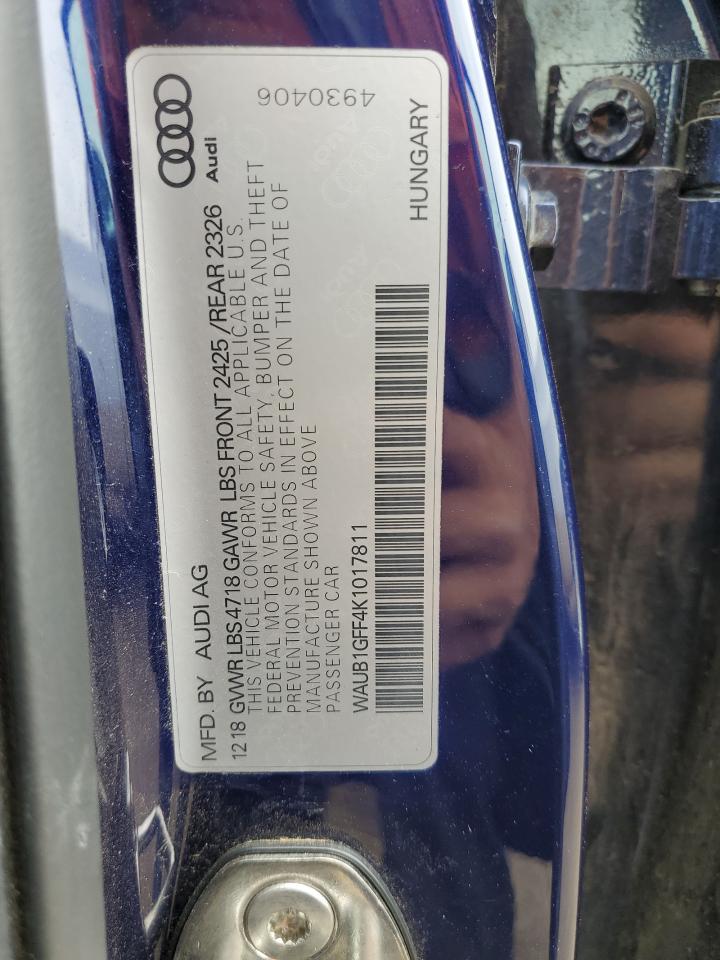 Audi
4930406
MFD. BY AUDI AG
1218 GVWR LBS 4718 GAWR LBS FRONT 2425 /REAR 2326
THIS VEHICLE CONFORMS TO ALL APPLICABLE U.S.
FEDERAL MOTOR VEHICLE SAFETY, BUMPER AND THEFT
PREVENTION STANDARDS IN EFFECT ON THE DATE OF
MANUFACTURE SHOWN ABOVE
PASSENGER CAR
WAUB1GFF4K1017811
HUNGARY